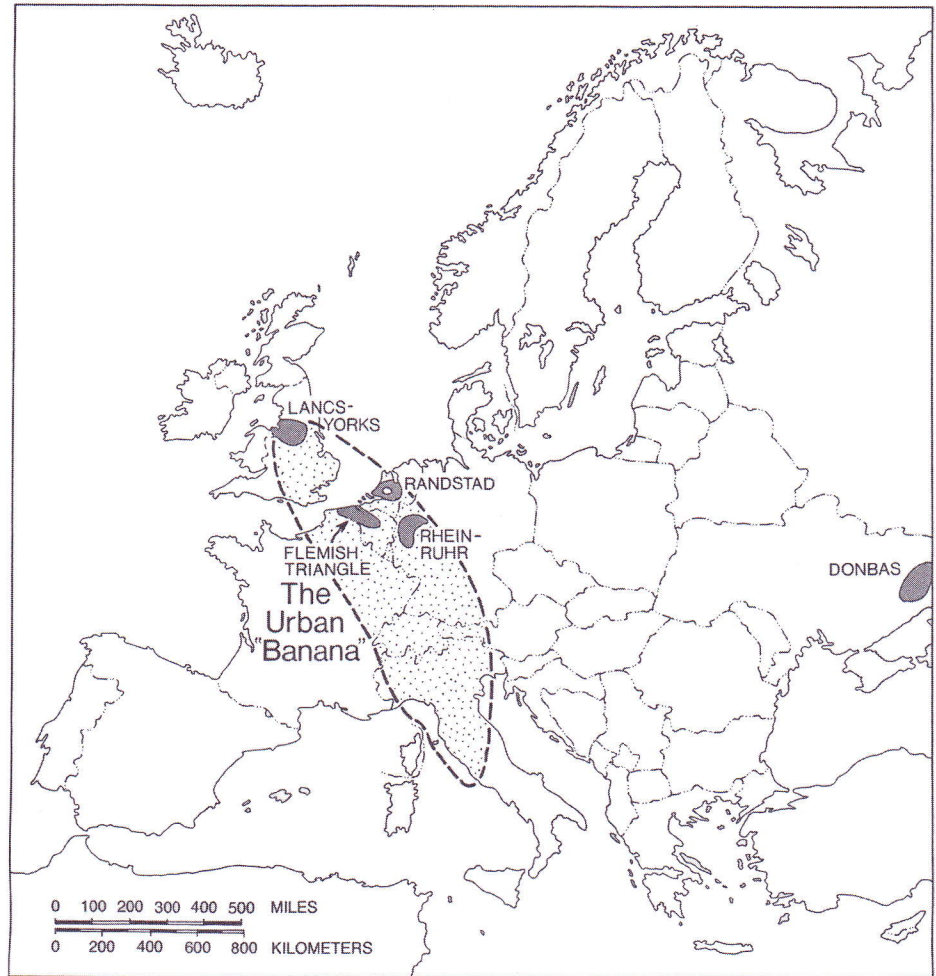 LANCS-
YORKS
RANDSTAD
RHEIN-
RUHR
FLEMISH
TRIANGLE
DONBAS
The
Urban
"Banana"
0 100 200 300 400 500 MILES
0 200 400 600 800 KILOMETERS